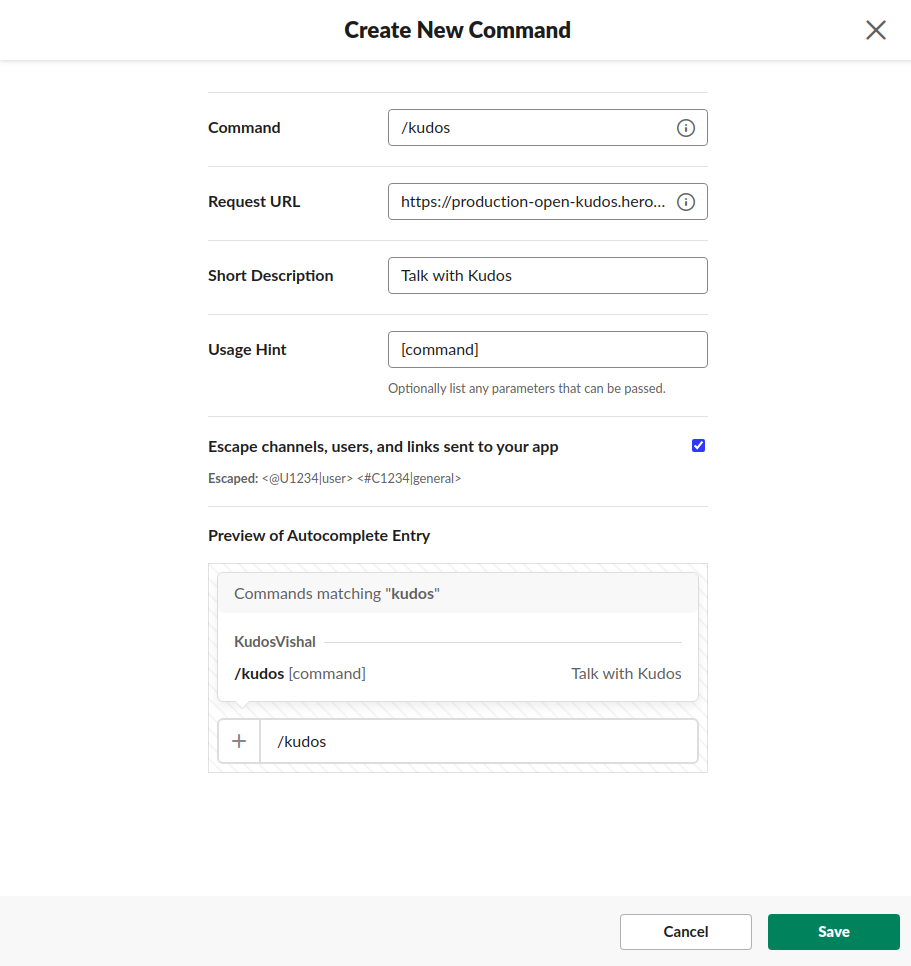 Create New Command
Command
/kudos
Request URL
https://production-open-kudos.hero...
Short Description
Talk with Kudos
Usage Hint
[command]
Optionally list any parameters that can be passed.
Escape channels, users, and links sent to your app
Escaped: <@U1234|user> <#C1234|general>
Preview of Autocomplete Entry
Commands matching "kudos"
KudosVishal
/kudos [command] Talk with Kudos
/kudos
Cancel Save